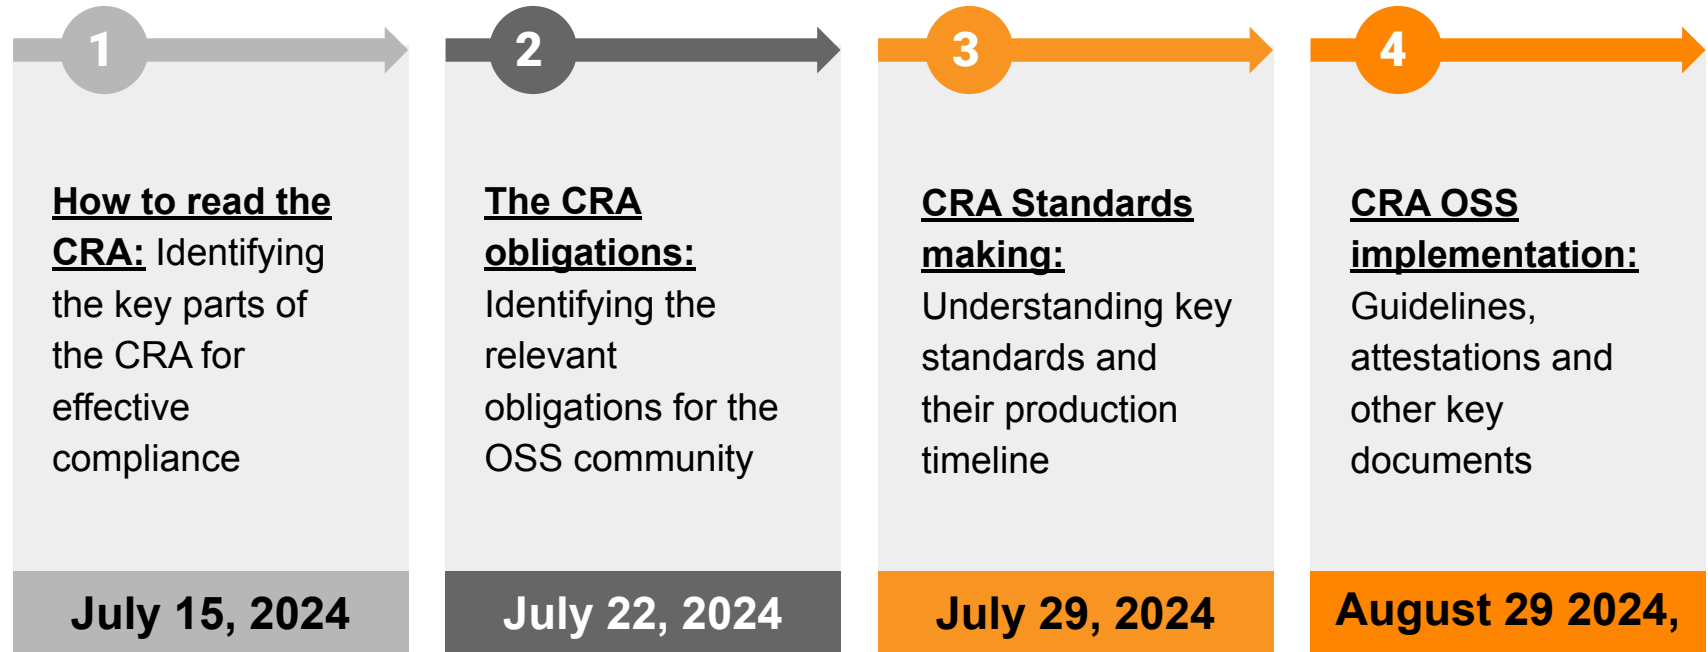 1
How to read the
CRA: Identifying
the key parts of
the CRA for
effective
compliance
July 15, 2024
2
The CRA
obligations:
Identifying the
relevant
obligations for the
OSS community
July 22, 2024
3
CRA Standards
making:
Understanding key
standards and
their production
timeline
July 29, 2024
4
CRA OSS
implementation:
Guidelines,
attestations and
other key
documents
August 29 2024,